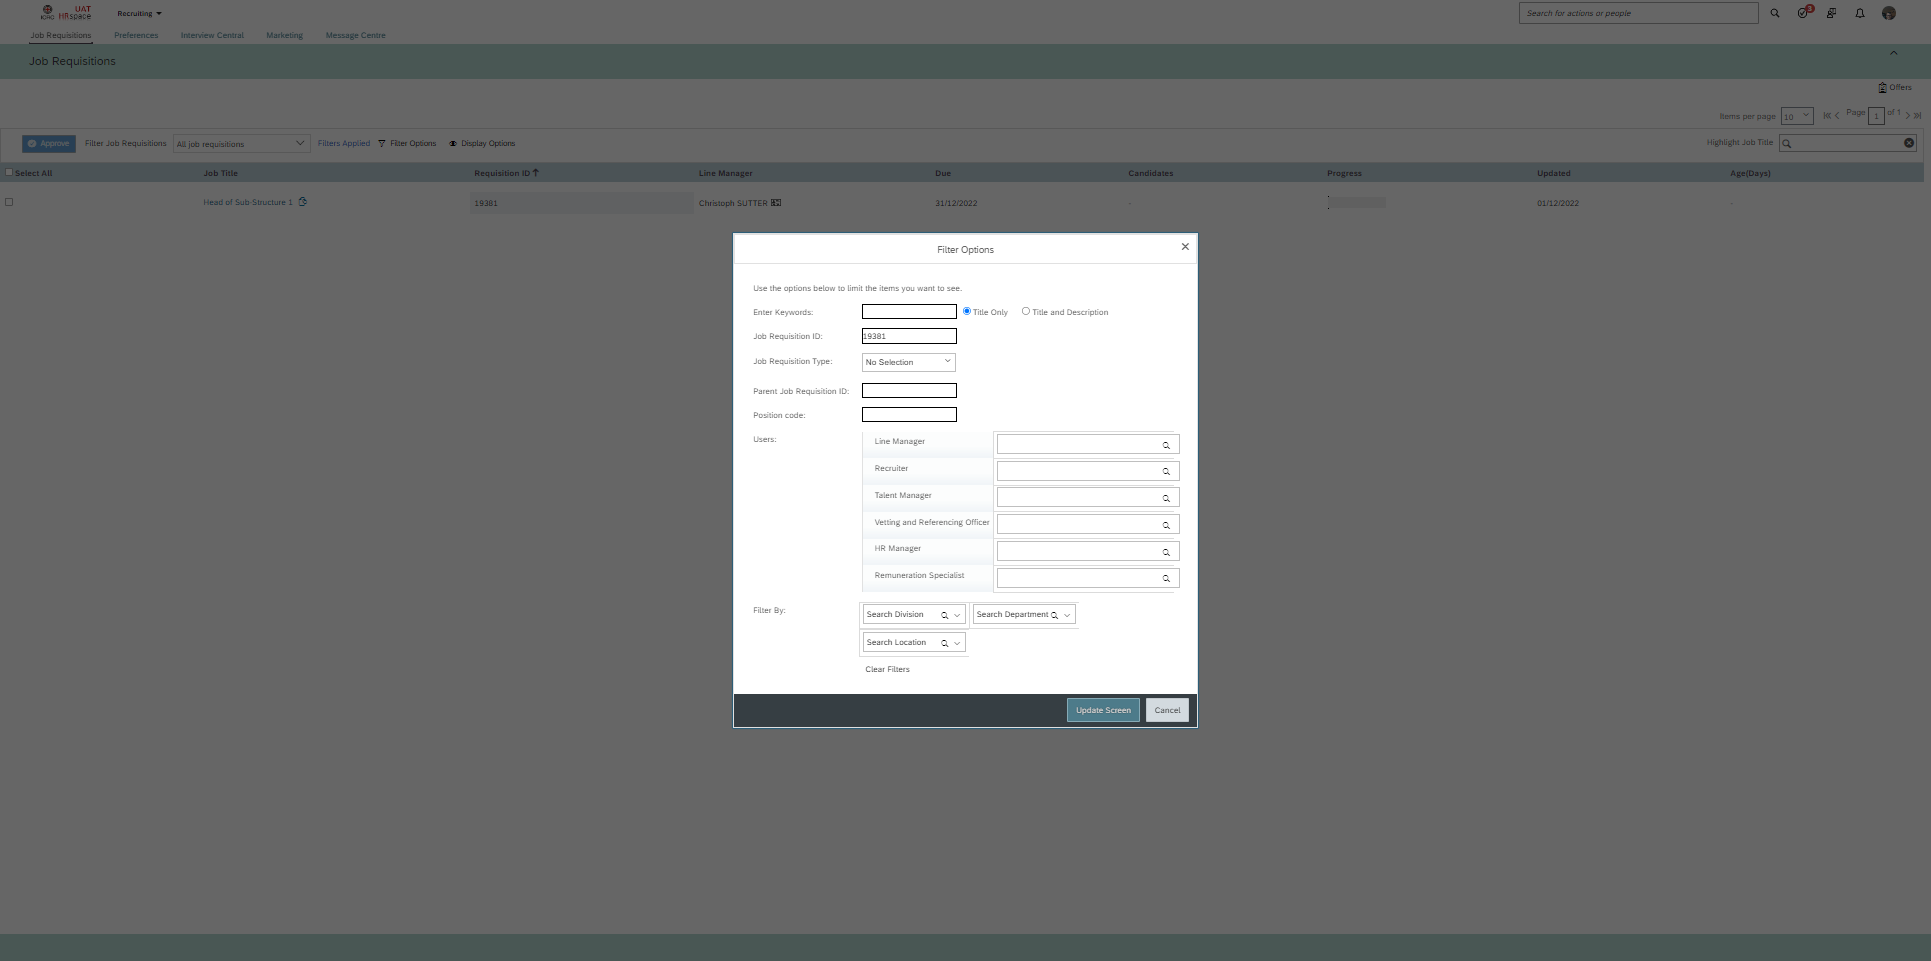 UAT
ICRC HRspace
Recruiting
Search for actions or people
3
Job Requisitions
Preferences
Interview Central
Marketing
Message Centre
Job Requisitions
Offers
Items per page 10 Page 1 of 1
Approve
Filter Job Requisitions
All job requisitions
Filters Applied
Filter Options
Display Options
Highlight Job Title
Select All
Job Title
Requisition ID
Line Manager
Due
Candidates
Progress
Updated
Age(Days)
Head of Sub-Structure 1
19381
Christoph SUTTER
31/12/2022
-
01/12/2022
-
Filter Options
Use the options below to limit the items you want to see.
Enter Keywords:
Title Only
Title and Description
Job Requisition ID:
19381
Job Requisition Type:
No Selection
Parent Job Requisition ID:
Position code:
Users:
Line Manager
Recruiter
Talent Manager
Vetting and Referencing Officer
HR Manager
Remuneration Specialist
Filter By:
Search Division
Search Department
Search Location
Clear Filters
Update Screen
Cancel